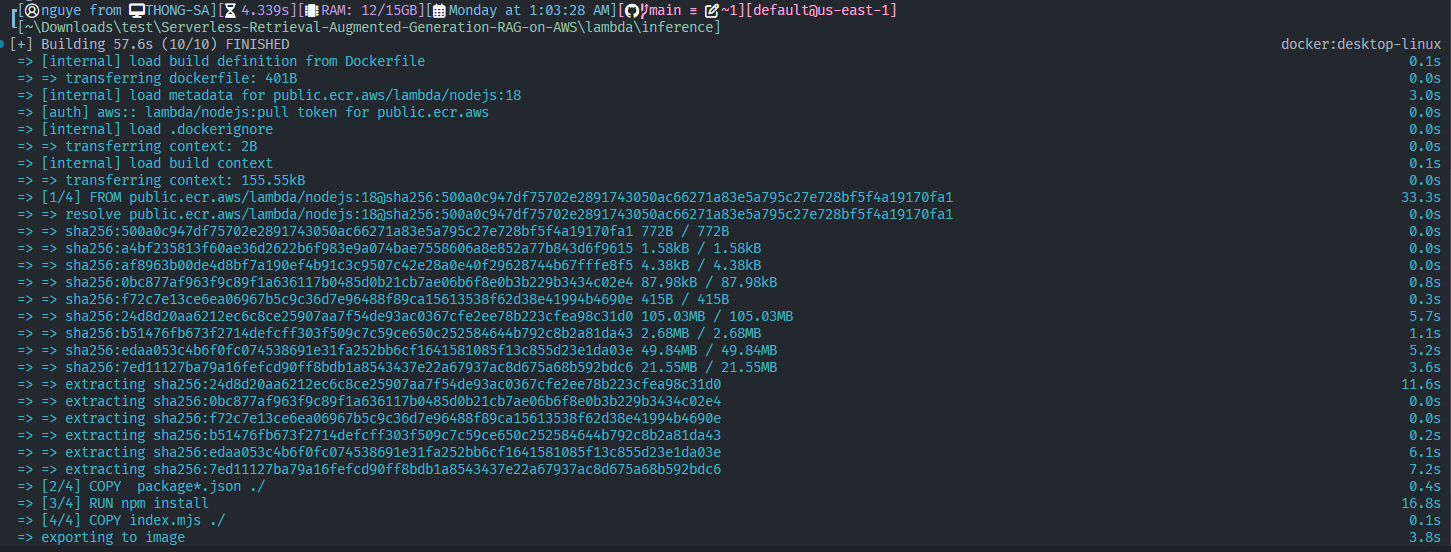 [nguye from THONG-SA][ 4.339s][RAM: 12/15GB][Monday at 1:03:28 AM][main ≡ ~1][default@us-east-1]
[~\Downloads\test\Serverless-Retrieval-Augmented-Generation-RAG-on-AWS\lambda\inference]
[+] Building 57.6s (10/10) FINISHED docker:desktop-linux
=> [internal] load build definition from Dockerfile 0.1s
=> => transferring dockerfile: 401B 0.0s
=> [internal] load metadata for public.ecr.aws/lambda/nodejs:18 3.0s
=> [auth] aws:: lambda/nodejs:pull token for public.ecr.aws 0.0s
=> [internal] load .dockerignore 0.0s
=> => transferring context: 2B 0.0s
=> [internal] load build context 0.1s
=> => transferring context: 155.55kB 0.0s
=> [1/4] FROM public.ecr.aws/lambda/nodejs:18@sha256:500a0c947df75702e2891743050ac66271a83e5a795c27e728bf5f4a19170fa1 33.3s
=> => resolve public.ecr.aws/lambda/nodejs:18@sha256:500a0c947df75702e2891743050ac66271a83e5a795c27e728bf5f4a19170fa1 0.0s
=> => sha256:500a0c947df75702e2891743050ac66271a83e5a795c27e728bf5f4a19170fa1 772B / 772B 0.0s
=> => sha256:a4bf235813f60ae36d2622b6f983e9a074bae7558606a8e852a77b843d6f9615 1.58kB / 1.58kB 0.0s
=> => sha256:af8963b00de4d8bf7a190ef4b91c3c9507c42e28a0e40f29628744b67fffe8f5 4.38kB / 4.38kB 0.0s
=> => sha256:0bc877af963f9c89f1a636117b0485d0b21cb7ae06b6f8e0b3b229b3434c02e4 87.98kB / 87.98kB 0.8s
=> => sha256:f72c7e13ce6ea06967b5c9c36d7e96488f89ca15613538f62d38e41994b4690e 415B / 415B 0.3s
=> => sha256:24d8d20aa6212ec6c8ce25907aa7f54de93ac0367cfe2ee78b223cfea98c31d0 105.03MB / 105.03MB 5.7s
=> => sha256:b51476fb673f2714defcff303f509c7c59ce650c252584644b792c8b2a81da43 2.68MB / 2.68MB 1.1s
=> => sha256:edaa053c4b6f0fc074538691e31fa252bb6cf1641581085f13c855d23e1da03e 49.84MB / 49.84MB 5.2s
=> => sha256:7ed11127ba79a16fefcd90ff8bdb1a8543437e22a67937ac8d675a68b592bdc6 21.55MB / 21.55MB 3.6s
=> => extracting sha256:24d8d20aa6212ec6c8ce25907aa7f54de93ac0367cfe2ee78b223cfea98c31d0 11.6s
=> => extracting sha256:0bc877af963f9c89f1a636117b0485d0b21cb7ae06b6f8e0b3b229b3434c02e4 0.0s
=> => extracting sha256:f72c7e13ce6ea06967b5c9c36d7e96488f89ca15613538f62d38e41994b4690e 0.0s
=> => extracting sha256:b51476fb673f2714defcff303f509c7c59ce650c252584644b792c8b2a81da43 0.2s
=> => extracting sha256:edaa053c4b6f0fc074538691e31fa252bb6cf1641581085f13c855d23e1da03e 6.1s
=> => extracting sha256:7ed11127ba79a16fefcd90ff8bdb1a8543437e22a67937ac8d675a68b592bdc6 7.2s
=> [2/4] COPY  package*.json ./ 0.4s
=> [3/4] RUN npm install 16.8s
=> [4/4] COPY index.mjs ./ 0.1s
=> exporting to image 3.8s